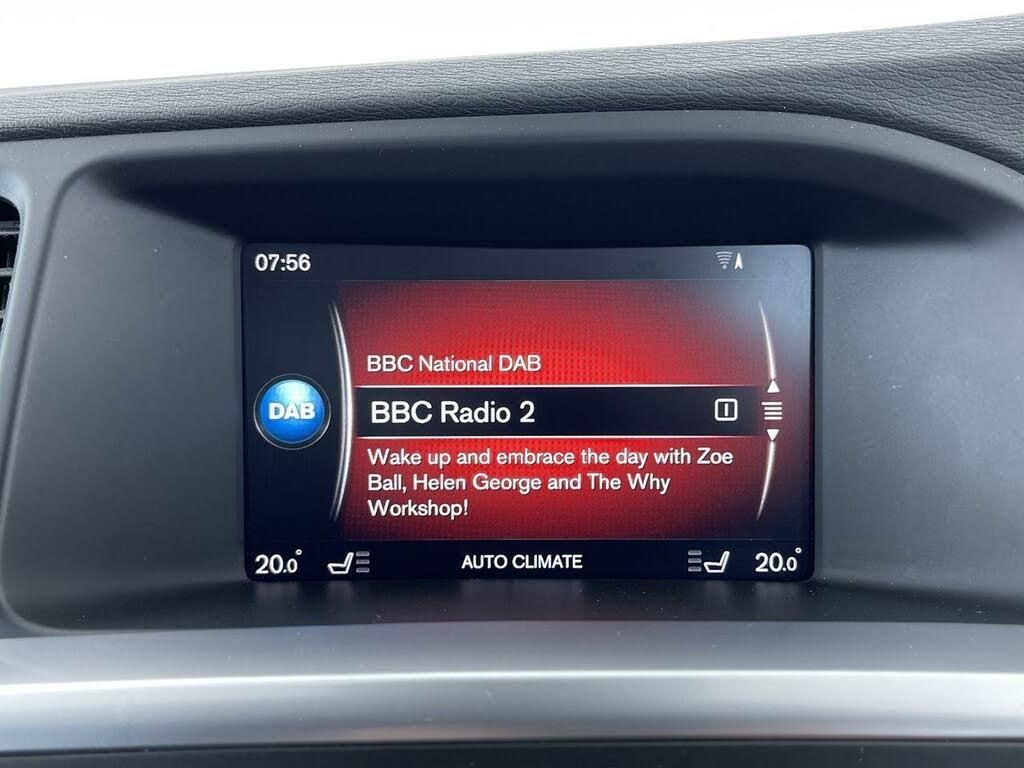 07:56
BBC National DAB
DAB
BBC Radio 2
Wake up and embrace the day with Zoe
Ball, Helen George and The Why
Workshop!
20.0°
AUTO CLIMATE
20.0°